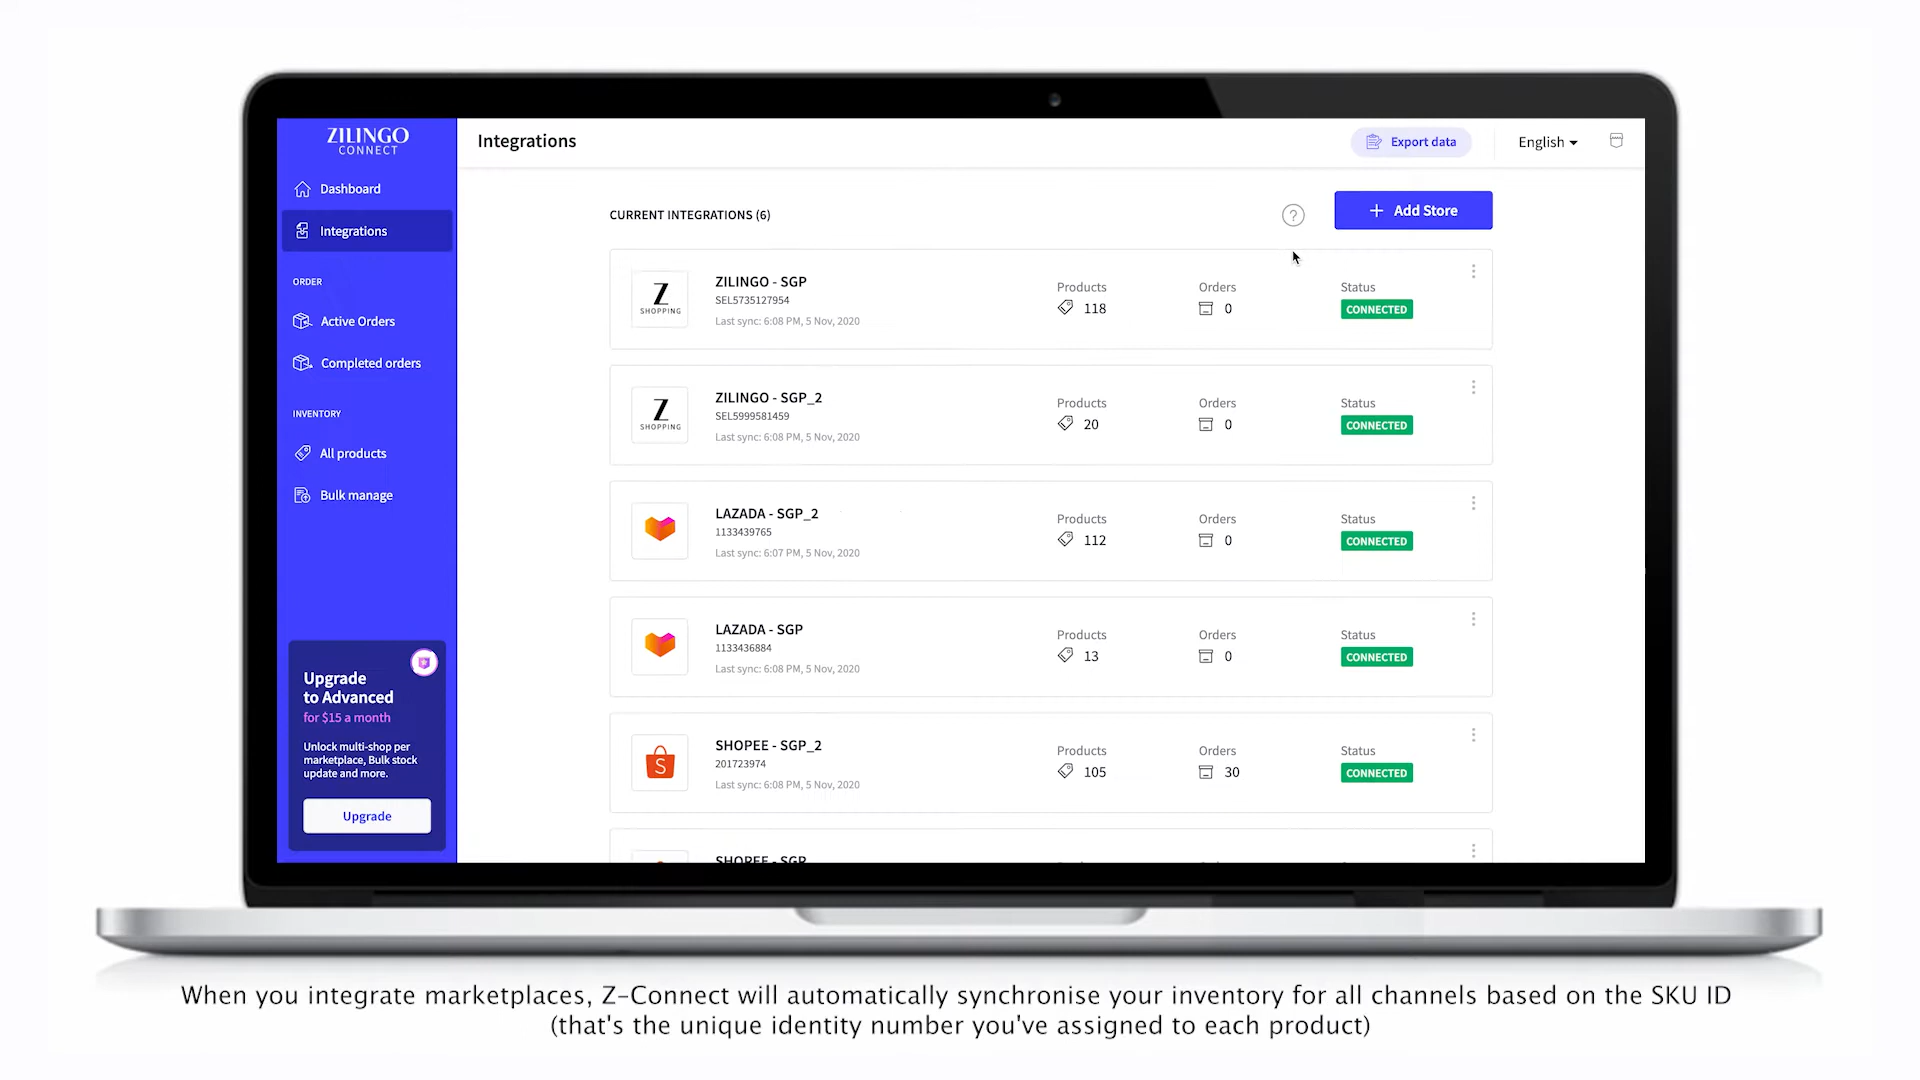 ZILINGO
CONNECT
Dashboard
Integrations
ORDER
Active Orders
Completed orders
INVENTORY
All products
Bulk manage
Upgrade
to Advanced
for $15 a month
Unlock multi-shop per
marketplace, Bulk stock
update and more.
Upgrade
Integrations
Export data
English
CURRENT INTEGRATIONS (6)
?
+ Add Store
Z
SHOPPING
ZILINGO - SGP
SEL5735127954
Last sync: 6:08 PM, 5 Nov, 2020
Products
118
Orders
0
Status
CONNECTED
Z
SHOPPING
ZILINGO - SGP_2
SEL5999581459
Last sync: 6:08 PM, 5 Nov, 2020
Products
20
Orders
0
Status
CONNECTED
LAZADA - SGP_2
1133439765
Last sync: 6:07 PM, 5 Nov, 2020
Products
112
Orders
0
Status
CONNECTED
LAZADA - SGP
1133436884
Last sync: 6:08 PM, 5 Nov, 2020
Products
13
Orders
0
Status
CONNECTED
S
SHOPEE - SGP_2
201723974
Last sync: 6:08 PM, 5 Nov, 2020
Products
105
Orders
30
Status
CONNECTED
SHOPEE - SGP
When you integrate marketplaces, Z-Connect will automatically synchronise your inventory for all channels based on the SKU ID
(that's the unique identity number you've assigned to each product)